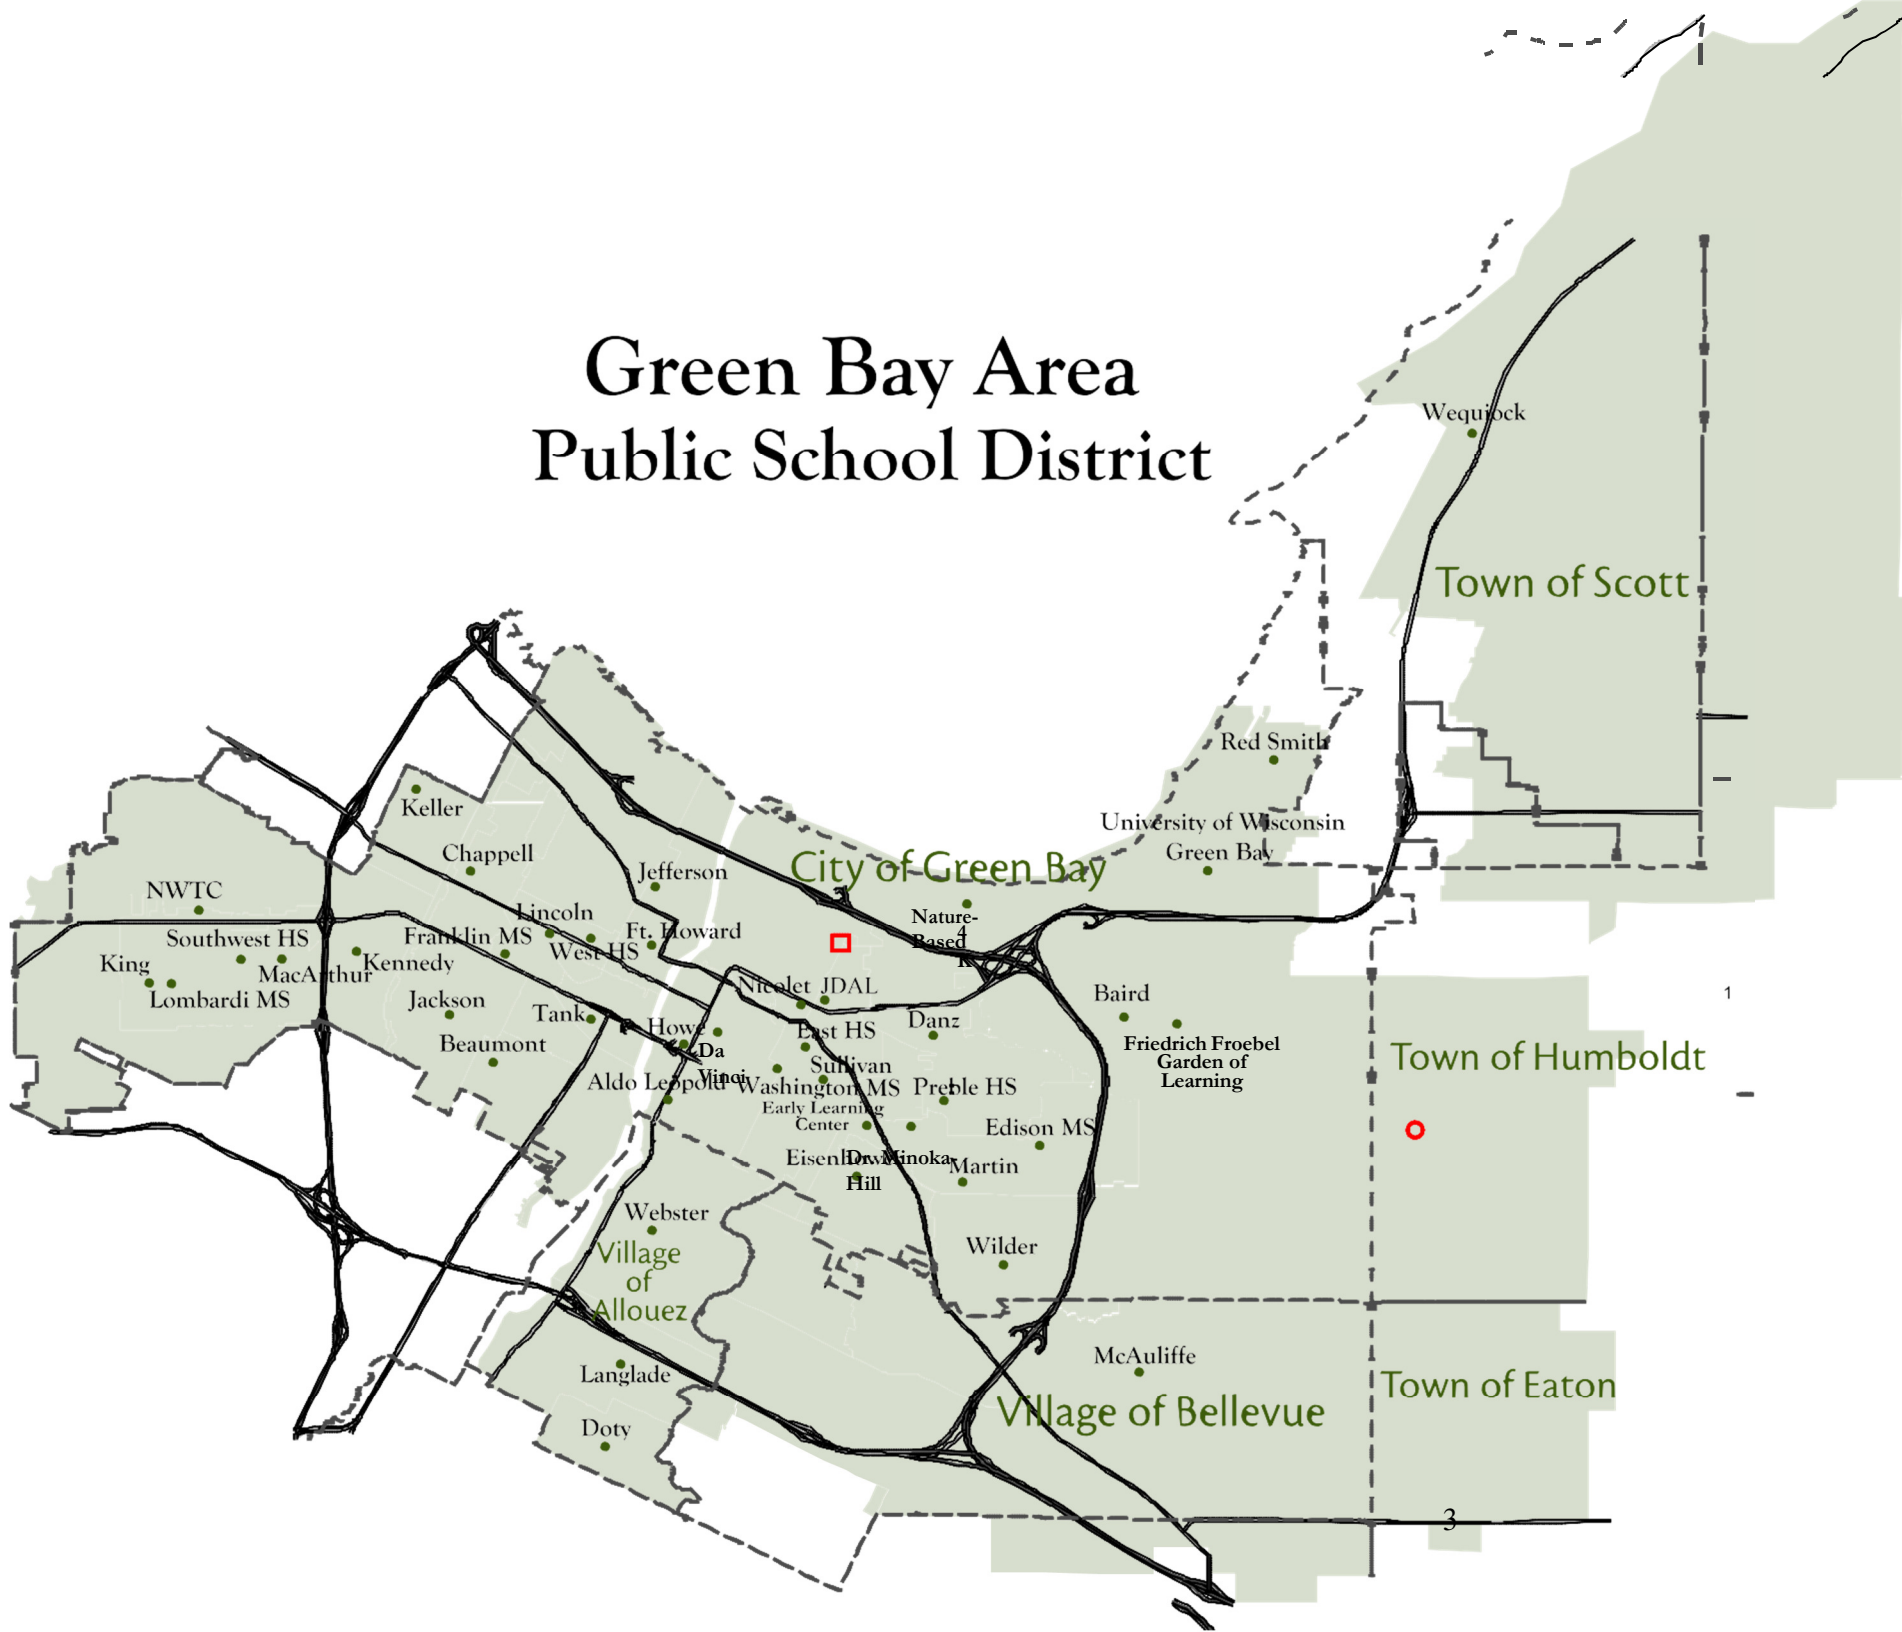 Green Bay Area
Public School District
Wequiock
Town of Scott
Red Smith
University of Wisconsin
Green Bay
Keller
Chappell
Jefferson
City of Green Bay
NWTC
Lincoln
Nature-
4
Based
K
Southwest HS
Franklin MS
West HS
Ft. Howard
King
MacArthur
Kennedy
Lombardi MS
Jackson
Nicolet
JDAL
Baird
1
Tank
Howe
East HS
Danz
Beaumont
Da
Vinci
Friedrich Froebel
Garden of
Learning
Town of Humboldt
Sullivan
Aldo Leopold
Washington MS
Preble HS
Early Learning
Center
Edison MS
Eisenhower
Dr. Minoka-
Hill
Martin
Webster
Village
of
Allouez
Wilder
McAuliffe
Langlade
Town of Eaton
Village of Bellevue
Doty
3